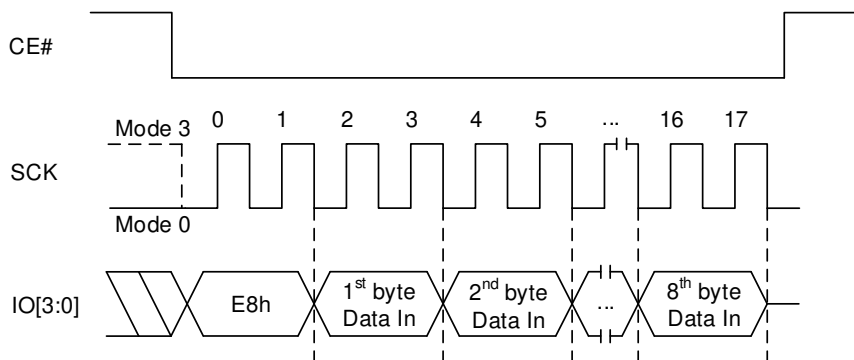 CE#
Mode 3 0 1 2 3 4 5 ... 16 17
SCK
Mode 0
IO[3:0] E8h 1st byte Data In 2nd byte Data In ... 8th byte Data In